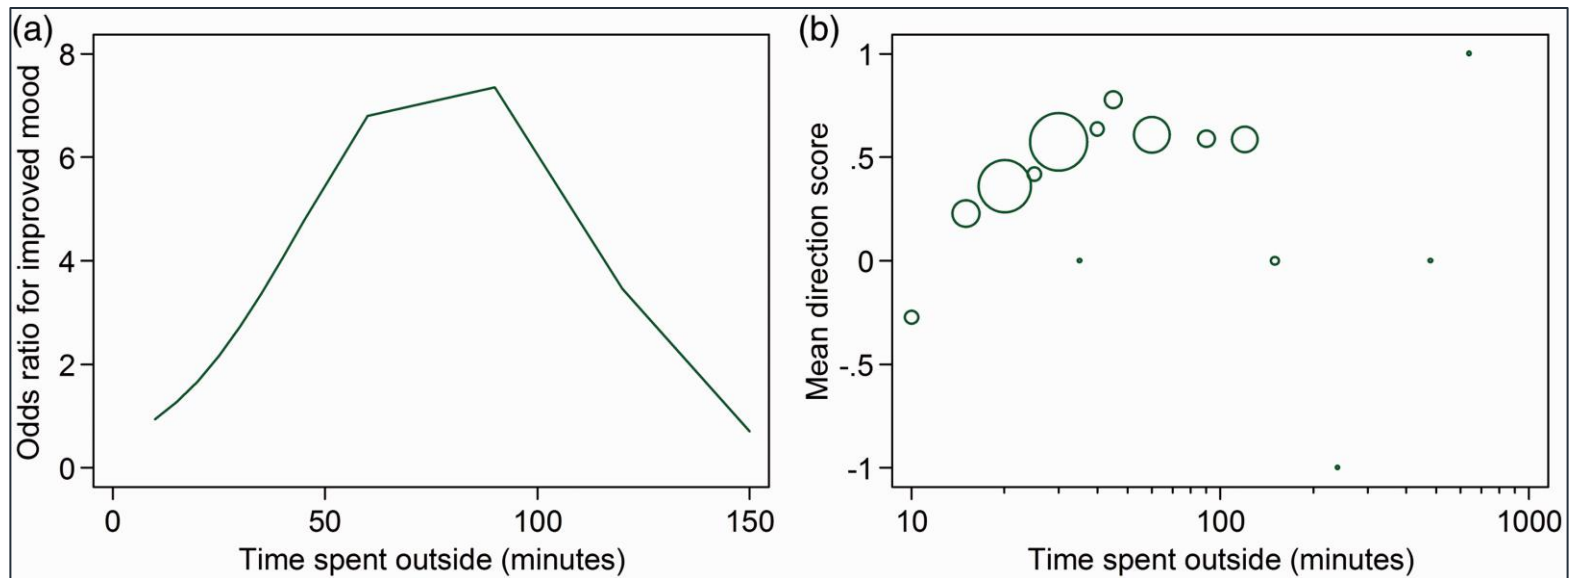 (a)
Odds ratio for improved mood
8
6
4
2
0
0 50 100 150
Time spent outside (minutes)
(b)
Mean direction score
1
.5
0
-.5
-1
10 100 1000
Time spent outside (minutes)